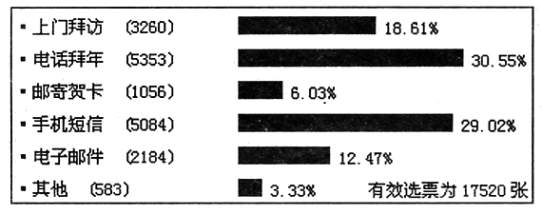 ▪ 上门拜访 (3260) 18.61%
▪ 电话拜年 (5353) 30.55%
▪ 邮寄贺卡 (1056) 6.03%
▪ 手机短信 (5084) 29.02%
▪ 电子邮件 (2184) 12.47%
▪ 其他 (583) 3.33% 有效选票为 17520 张